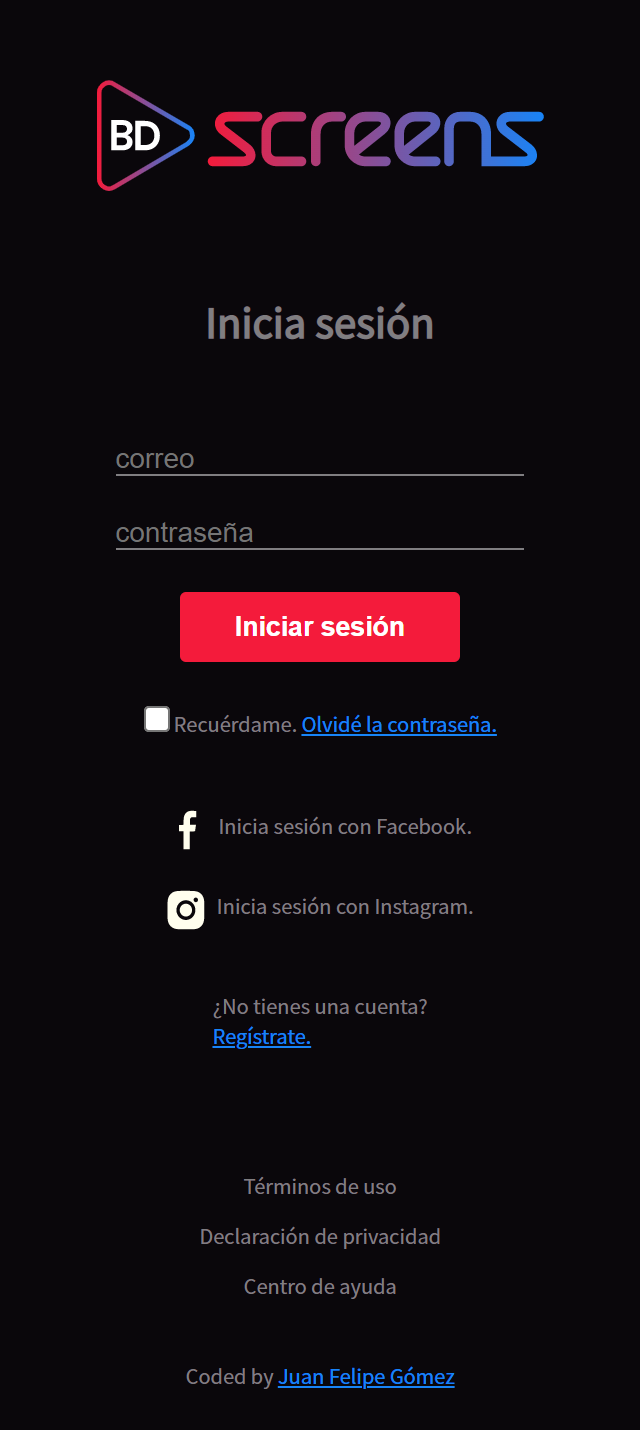 BD screens
Inicia sesión
correo
contraseña
Iniciar sesión
Recuérdame. Olvidé la contraseña.
Inicia sesión con Facebook.
Inicia sesión con Instagram.
¿No tienes una cuenta?
Regístrate.
Términos de uso
Declaración de privacidad
Centro de ayuda
Coded by Juan Felipe Gómez